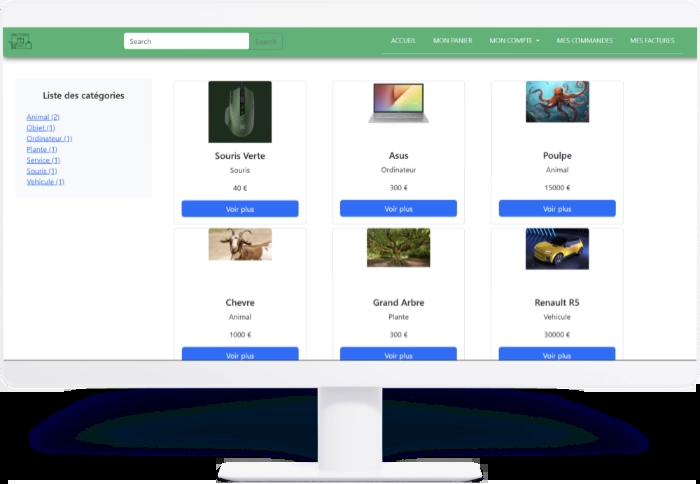 Search
Search
ACCUEIL
MON PANIER
MON COMPTE
MES COMMANDES
MES FACTURES
Liste des catégories
Animal (2)
Objet (1)
Ordinateur (1)
Plante (1)
Service (1)
Souris (1)
Vehicule (1)
Souris Verte
Souris
40 €
Voir plus
Asus
Ordinateur
300 €
Voir plus
Poulpe
Animal
15000 €
Voir plus
Chevre
Animal
1000 €
Voir plus
Grand Arbre
Plante
300 €
Voir plus
Renault R5
Vehicule
30000 €
Voir plus